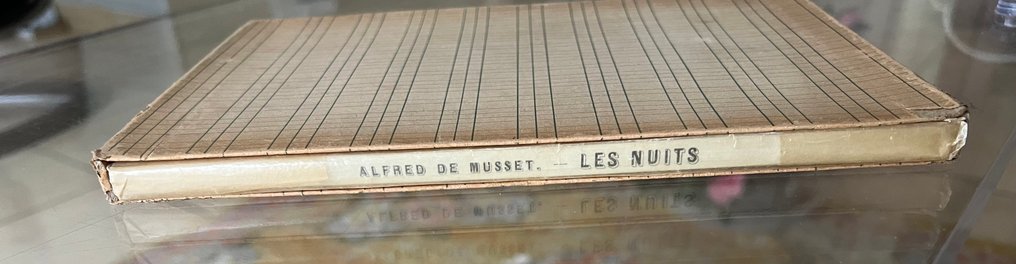 ALFRED DE MUSSET. — LES NUITS